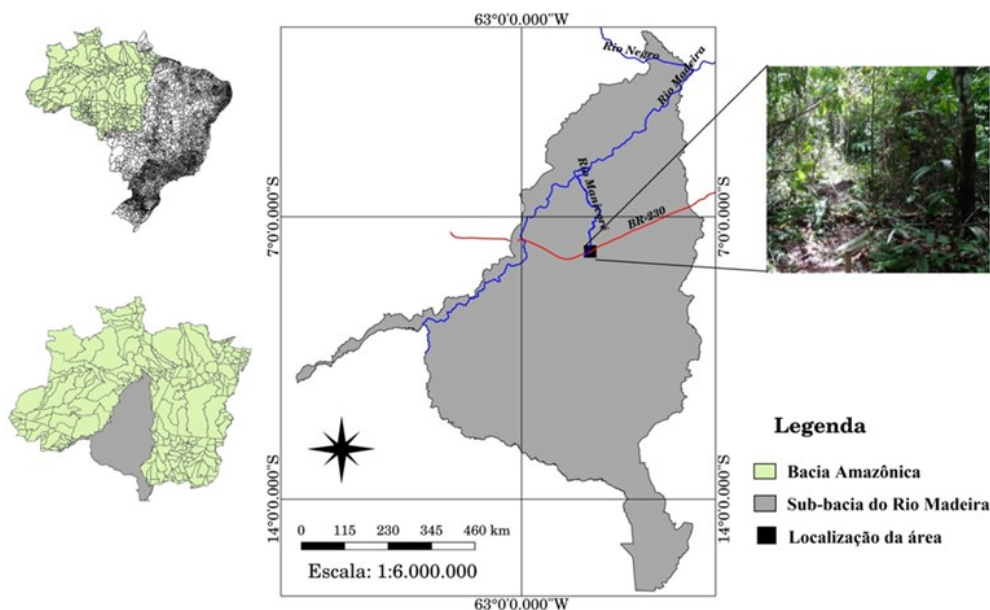 63°0'0.000"W
Rio Negro
Rio Madeira
Rio Manicoré
BR-230
7°0'0.000"S
7°0'0.000"S
14°0'0.000"S
14°0'0.000"S
0 115 230 345 460 km
Escala: 1:6.000.000
63°0'0.000"W
Legenda
Bacia Amazônica
Sub-bacia do Rio Madeira
Localização da área